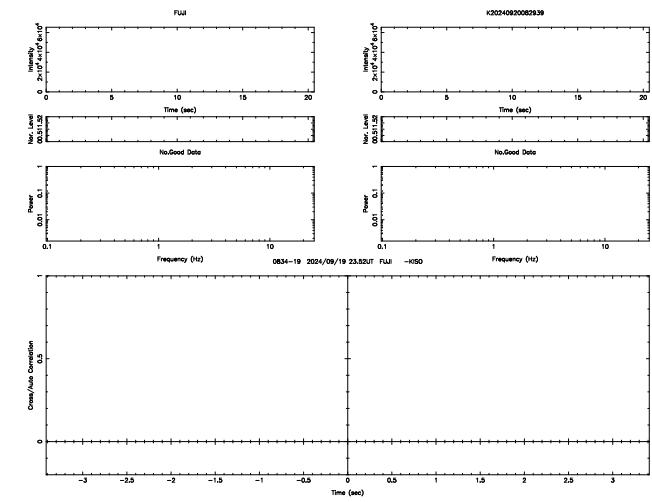 FUJI
K20240920082939
Intensity
0 2×10⁴ 4×10⁴ 6×10⁴
0 5 10 15 20
Time (sec)
Intensity
0 2×10⁴ 4×10⁴ 6×10⁴
0 5 10 15 20
Time (sec)
Nor. Level
00.511.52
No.Good Data
Nor. Level
00.511.52
No.Good Data
Power
1
0.1
0.01
0.1 1 10
Frequency (Hz)
Power
1
0.1
0.01
0.1 1 10
Frequency (Hz)
0834-19 2024/09/19 23.52UT FUJI -KISO
Cross/Auto Correlation
1
0.5
0
-3 -2.5 -2 -1.5 -1 -0.5 0 0.5 1 1.5 2 2.5 3
Time (sec)